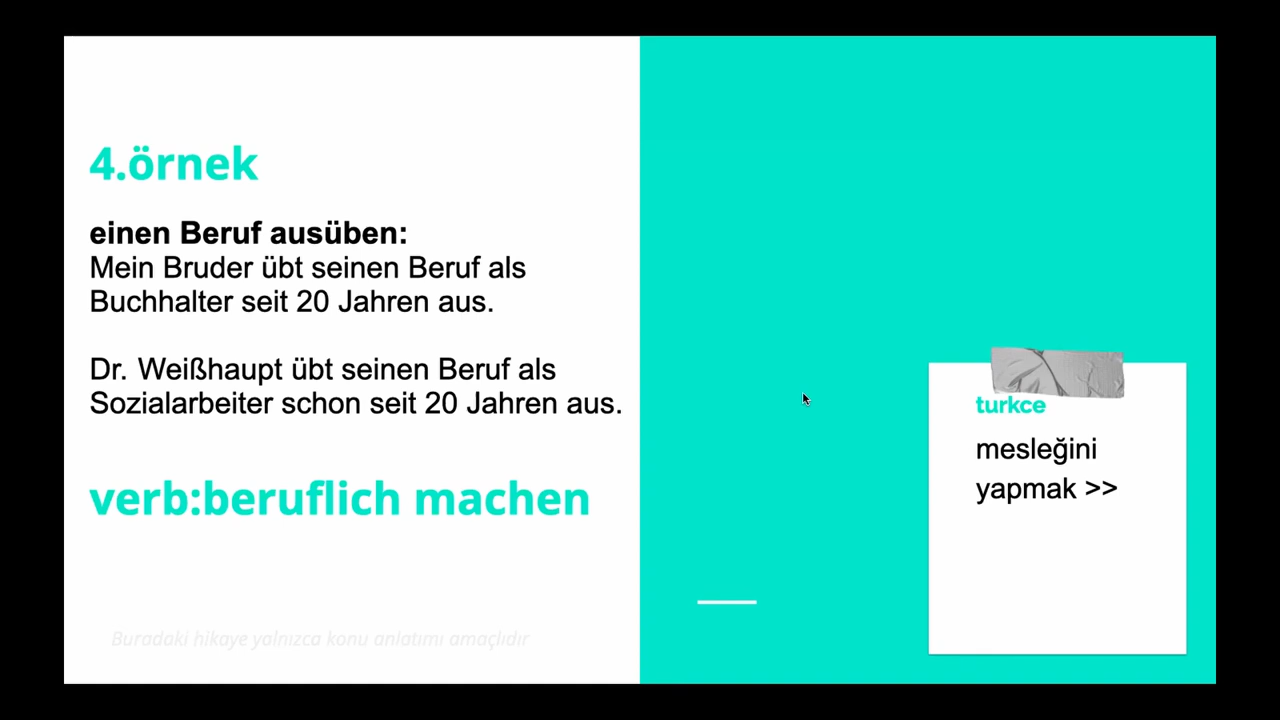 4.örnek
einen Beruf ausüben:
Mein Bruder übt seinen Beruf als
Buchhalter seit 20 Jahren aus.
Dr. Weißhaupt übt seinen Beruf als
Sozialarbeiter schon seit 20 Jahren aus.
verb:beruflich machen
Buradaki hikaye yalnızca konu anlatımı amaçlıdır
turkce
mesleğini
yapmak >>